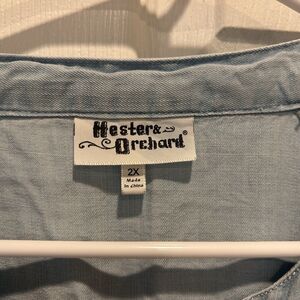 Hester&
Orchard®
2X
Made
In China